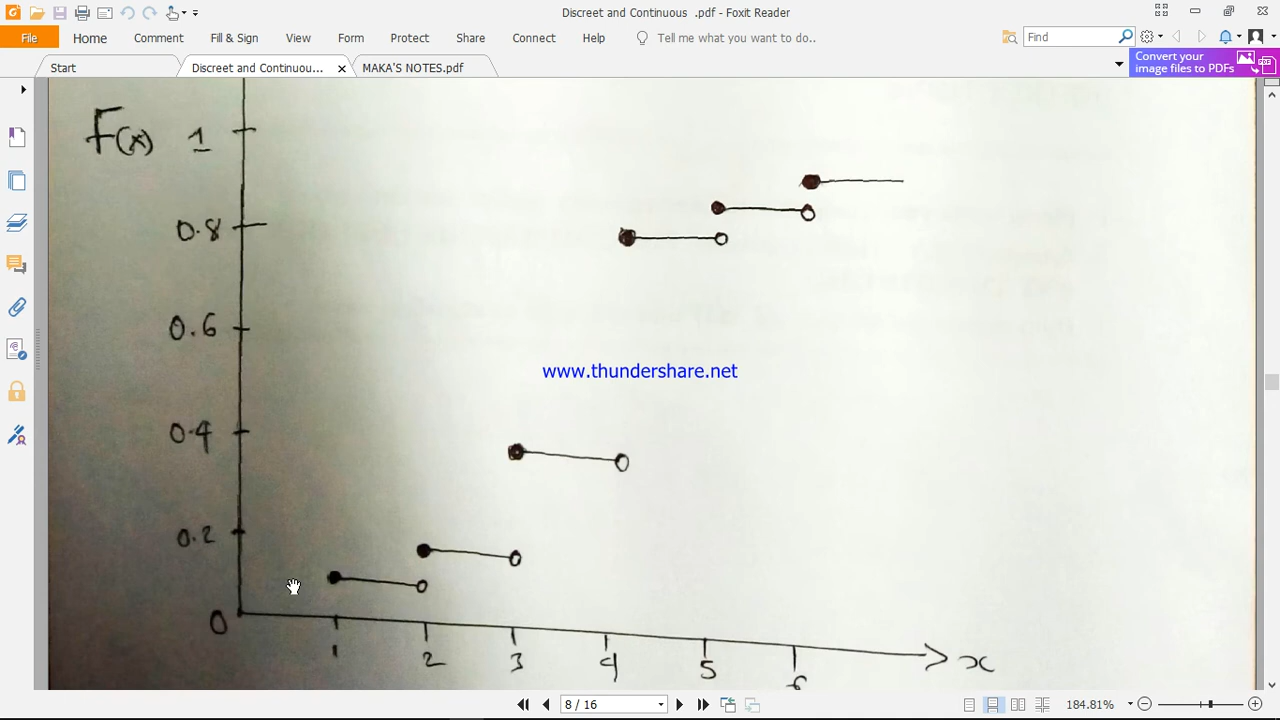 Discreet and Continuous .pdf - Foxit Reader
File Home Comment Fill & Sign View Form Protect Share Connect Help Tell me what you want to do.. Find
Start Discreet and Continuou... MAKA'S NOTES.pdf Convert your
image files to PDFs
PDF
F(x) 1
0.8
0.6
www.thundershare.net
0.4
0.2
0
1 2 3 4 5 6 x
8 / 16 184.81%